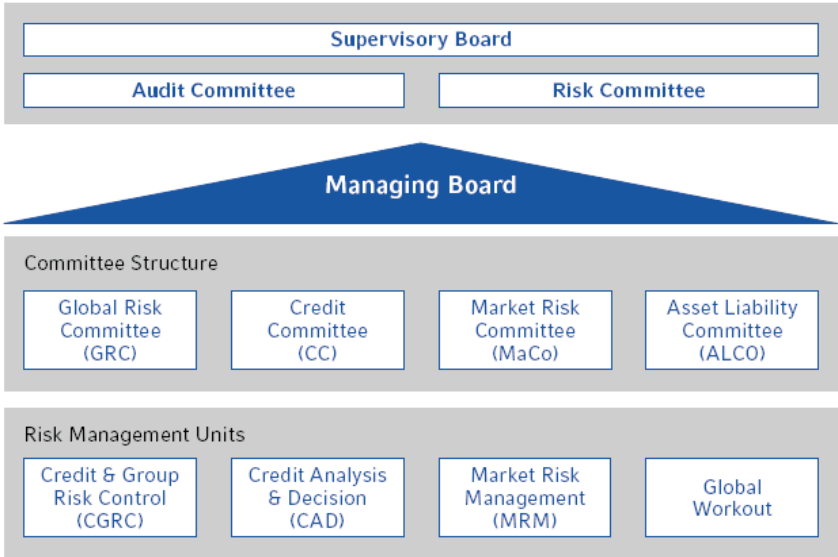 Supervisory Board
Audit Committee
Risk Committee
Managing Board
Committee Structure
Global Risk
Committee
(GRC)
Credit
Committee
(CC)
Market Risk
Committee
(MaCo)
Asset Liability
Committee
(ALCO)
Risk Management Units
Credit & Group
Risk Control
(CGRC)
Credit Analysis
& Decision
(CAD)
Market Risk
Management
(MRM)
Global
Workout